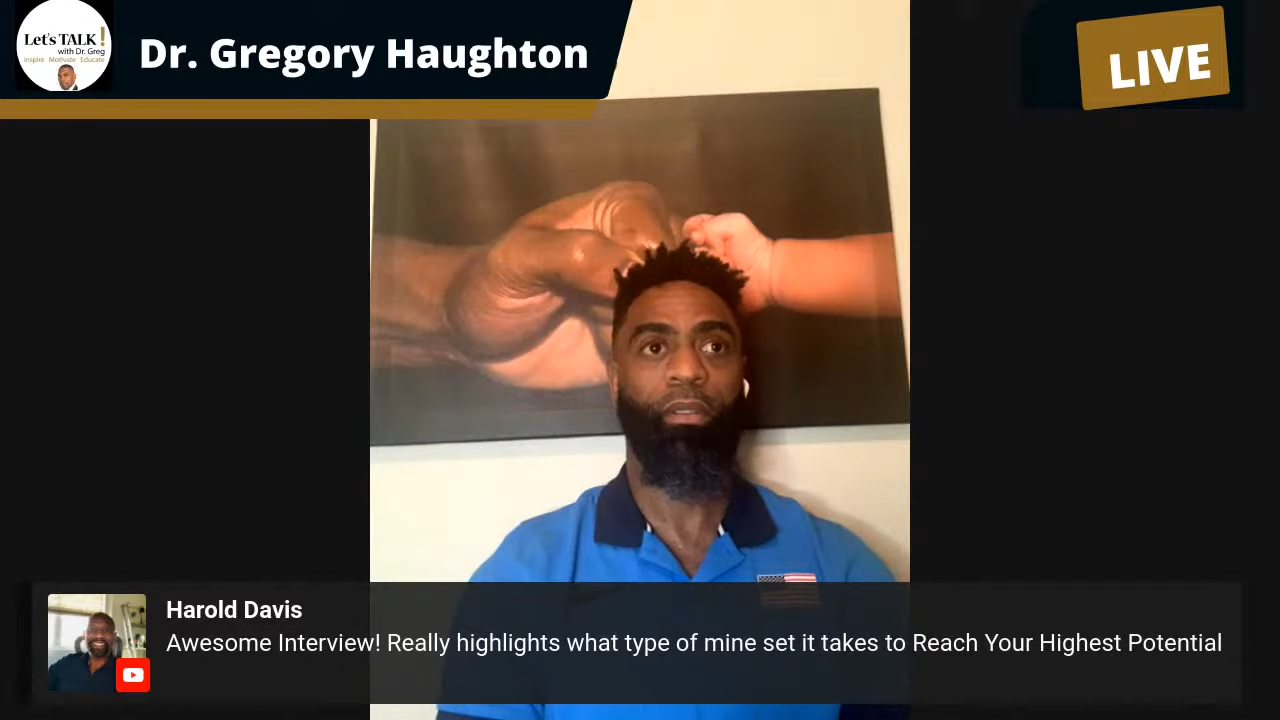 Let's TALK!
with Dr. Greg
Inspire Motivate Educate
Dr. Gregory Haughton
LIVE
Harold Davis
Awesome Interview! Really highlights what type of mine set it takes to Reach Your Highest Potential